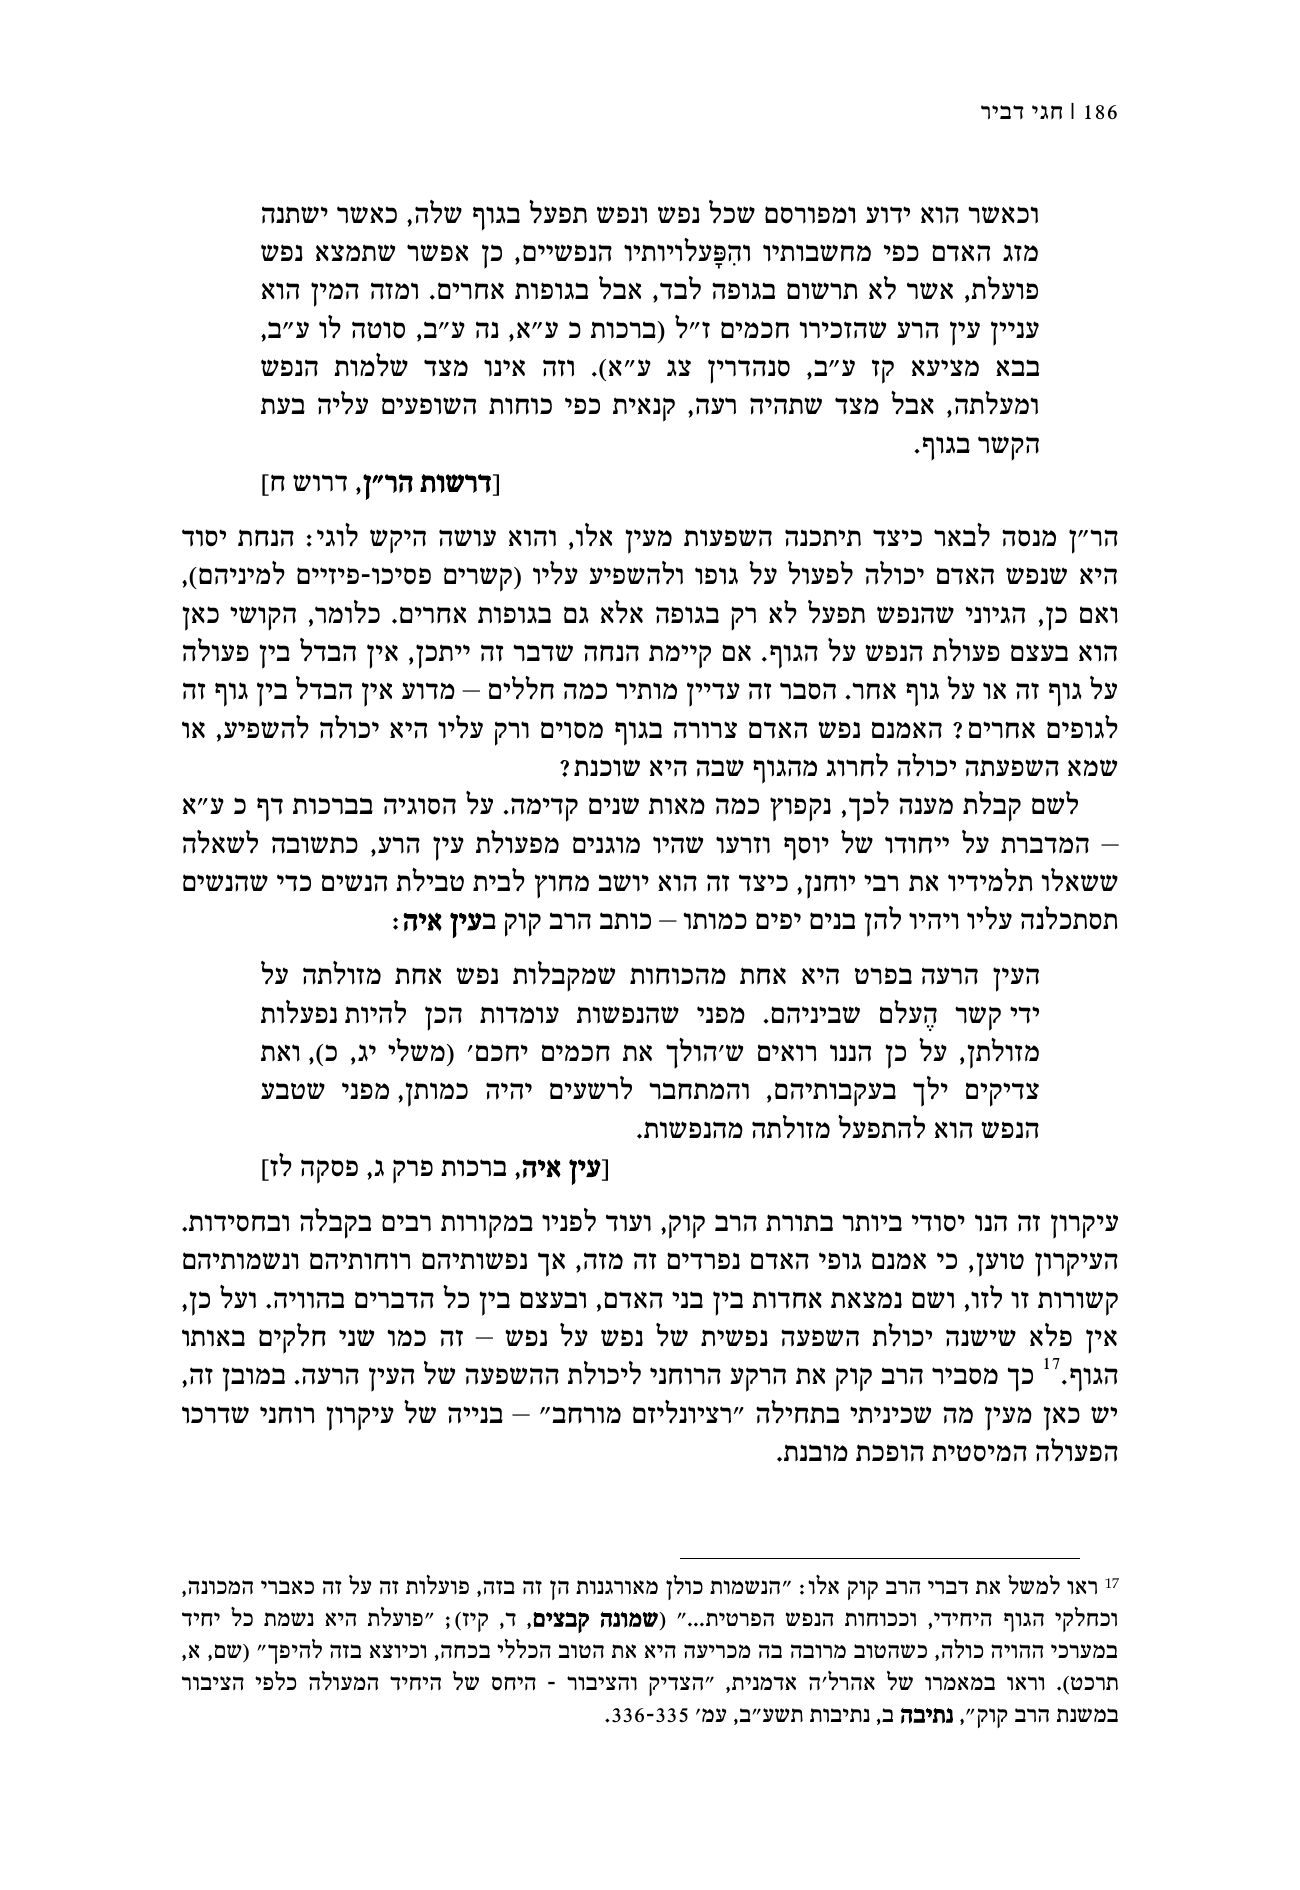 186 | חגי דביר
וכאשר הוא ידוע ומפורסם שכל נפש ונפש תפעל בגוף שלה, כאשר ישתנה
מזג האדם כפי מחשבותיו והִפָּעלויותיו הנפשיים, כן אפשר שתמצא נפש
פועלת, אשר לא תרשום בגופה לבד, אבל בגופות אחרים. ומזה המין הוא
עניין עין הרע שהזכירו חכמים ז״ל (ברכות כ ע״א, נה ע״ב, סוטה לו ע״ב,
בבא מציעא קז ע״ב, סנהדרין צג ע״א). וזה אינו מצד שלמות הנפש
ומעלתה, אבל מצד שתהיה רעה, קנאית כפי כוחות השופעים עליה בעת
הקשר בגוף.
[דרשות הר״ן, דרוש ח]
הר״ן מנסה לבאר כיצד תיתכנה השפעות מעין אלו, והוא עושה היקש לוגי: הנחת יסוד
היא שנפש האדם יכולה לפעול על גופו ולהשפיע עליו (קשרים פסיכו-פיזיים למיניהם),
ואם כן, הגיוני שהנפש תפעל לא רק בגופה אלא גם בגופות אחרים. כלומר, הקושי כאן
הוא בעצם פעולת הנפש על הגוף. אם קיימת הנחה שדבר זה ייתכן, אין הבדל בין פעולה
על גוף זה או על גוף אחר. הסבר זה עדיין מותיר כמה חללים – מדוע אין הבדל בין גוף זה
לגופים אחרים? האמנם נפש האדם צרורה בגוף מסוים ורק עליו היא יכולה להשפיע, או
שמא השפעתה יכולה לחרוג מהגוף שבה היא שוכנת?
לשם קבלת מענה לכך, נקפוץ כמה מאות שנים קדימה. על הסוגיה בברכות דף כ ע״א
– המדברת על ייחודו של יוסף וזרעו שהיו מוגנים מפעולת עין הרע, כתשובה לשאלה
ששאלו תלמידיו את רבי יוחנן, כיצד זה הוא יושב מחוץ לבית טבילת הנשים כדי שהנשים
תסתכלנה עליו ויהיו להן בנים יפים כמותו – כותב הרב קוק בעין איה:
העין הרעה בפרט היא אחת מהכוחות שמקבלות נפש אחת מזולתה על
ידי קשר הֶעלם שביניהם. מפני שהנפשות עומדות הכן להיות נפעלות
מזולתן, על כן הננו רואים ש׳הולך את חכמים יחכם׳ (משלי יג, כ), ואת
צדיקים ילך בעקבותיהם, והמתחבר לרשעים יהיה כמותן, מפני שטבע
הנפש הוא להתפעל מזולתה מהנפשות.
[עין איה, ברכות פרק ג, פסקה לז]
עיקרון זה הנו יסודי ביותר בתורת הרב קוק, ועוד לפניו במקורות רבים בקבלה ובחסידות.
העיקרון טוען, כי אמנם גופי האדם נפרדים זה מזה, אך נפשותיהם רוחותיהם ונשמותיהם
קשורות זו לזו, ושם נמצאת אחדות בין בני האדם, ובעצם בין כל הדברים בהוויה. ועל כן,
אין פלא שישנה יכולת השפעה נפשית של נפש על נפש – זה כמו שני חלקים באותו
הגוף.17 כך מסביר הרב קוק את הרקע הרוחני ליכולת ההשפעה של העין הרעה. במובן זה,
יש כאן מעין מה שכיניתי בתחילה ״רציונליזם מורחב״ – בנייה של עיקרון רוחני שדרכו
הפעולה המיסטית הופכת מובנת.
17 ראו למשל את דברי הרב קוק אלו: ״הנשמות כולן מאורגנות הן זה בזה, פועלות זה על זה כאברי המכונה,
וכחלקי הגוף היחידי, וככוחות הנפש הפרטית...״ (שמונה קבצים, ד, קיז); ״פועלת היא נשמת כל יחיד
במערכי ההויה כולה, כשהטוב מרובה בה מכריעה היא את הטוב הכללי בכחה, וכיוצא בזה להיפך״ (שם, א,
תרכט). וראו במאמרו של אהרל׳ה אדמנית, ״הצדיק והציבור - היחס של היחיד המעולה כלפי הציבור
במשנת הרב קוק״, נתיבה ב, נתיבות תשע״ב, עמ׳ 336-335.